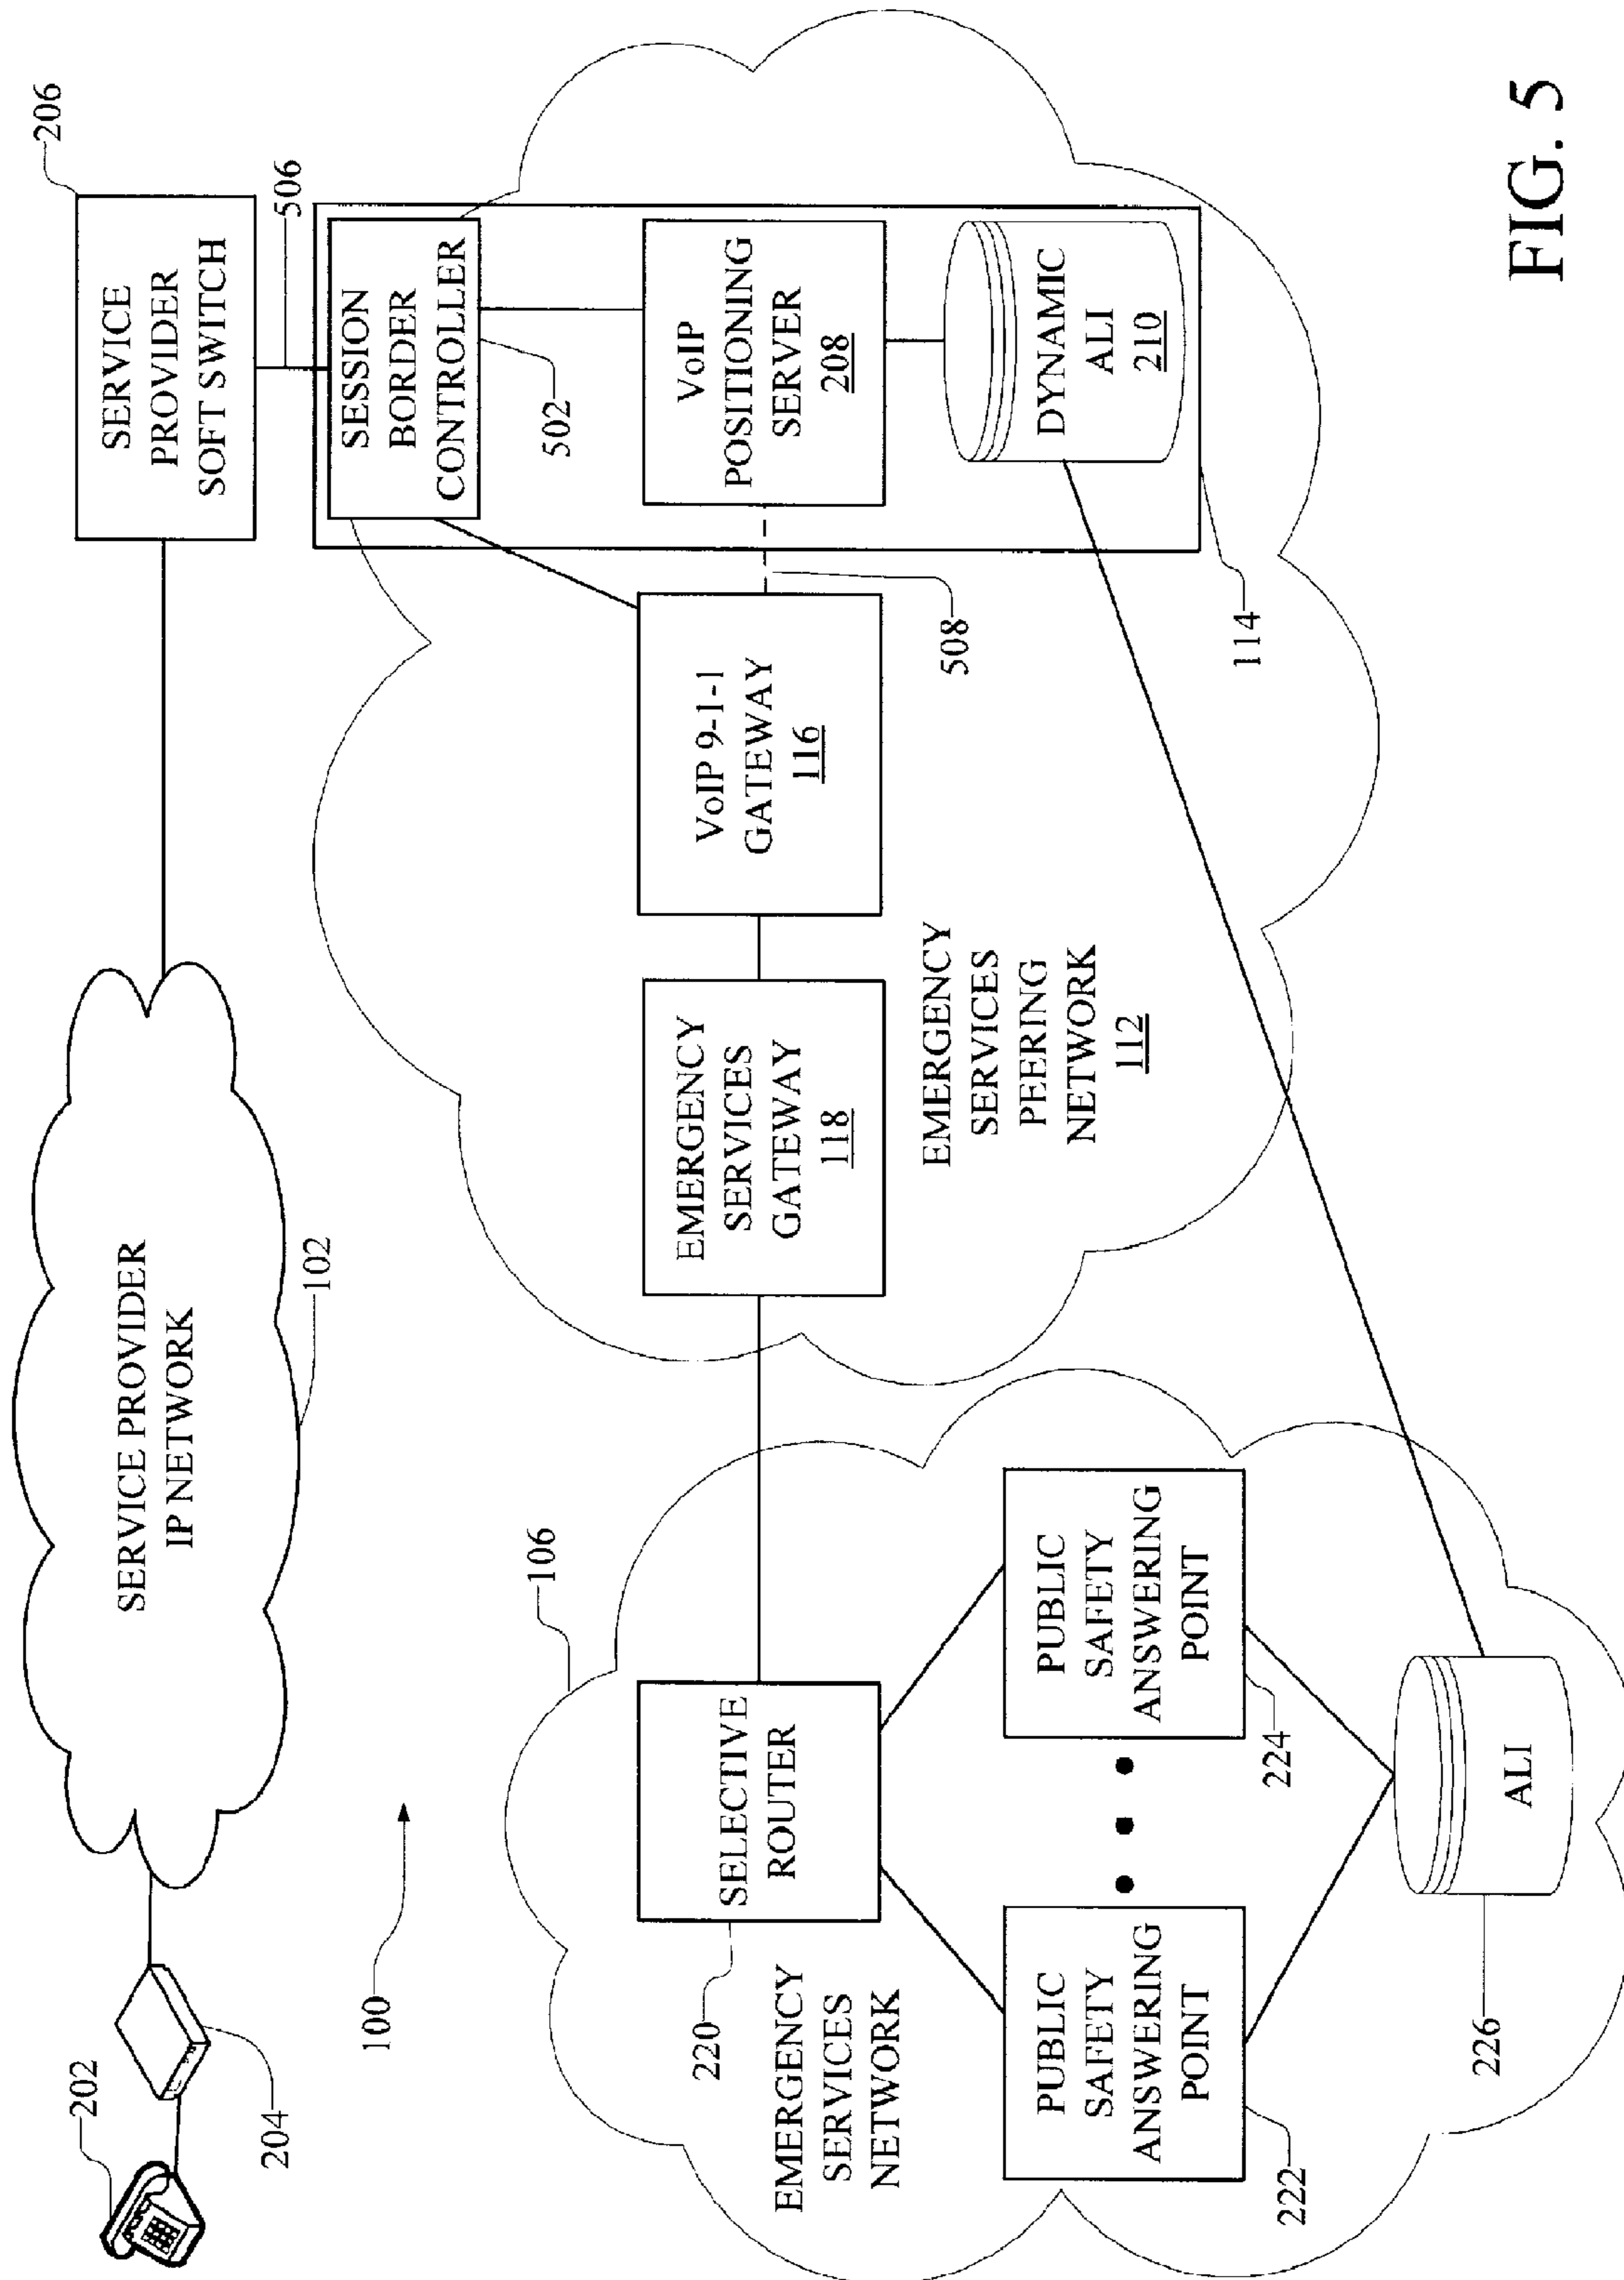 202
204
SERVICE PROVIDER
IP NETWORK
102
SERVICE
PROVIDER
SOFT SWITCH
206
506
100
106
SELECTIVE
ROUTER
220
EMERGENCY
SERVICES
NETWORK
PUBLIC
SAFETY
ANSWERING
POINT
222
PUBLIC
SAFETY
ANSWERING
POINT
224
ALI
226
EMERGENCY
SERVICES
GATEWAY
118
VoIP 9-1-1
GATEWAY
116
EMERGENCY
SERVICES
PEERING
NETWORK
112
SESSION
BORDER
CONTROLLER
502
VoIP
POSITIONING
SERVER
208
508
DYNAMIC
ALI
210
114
FIG. 5